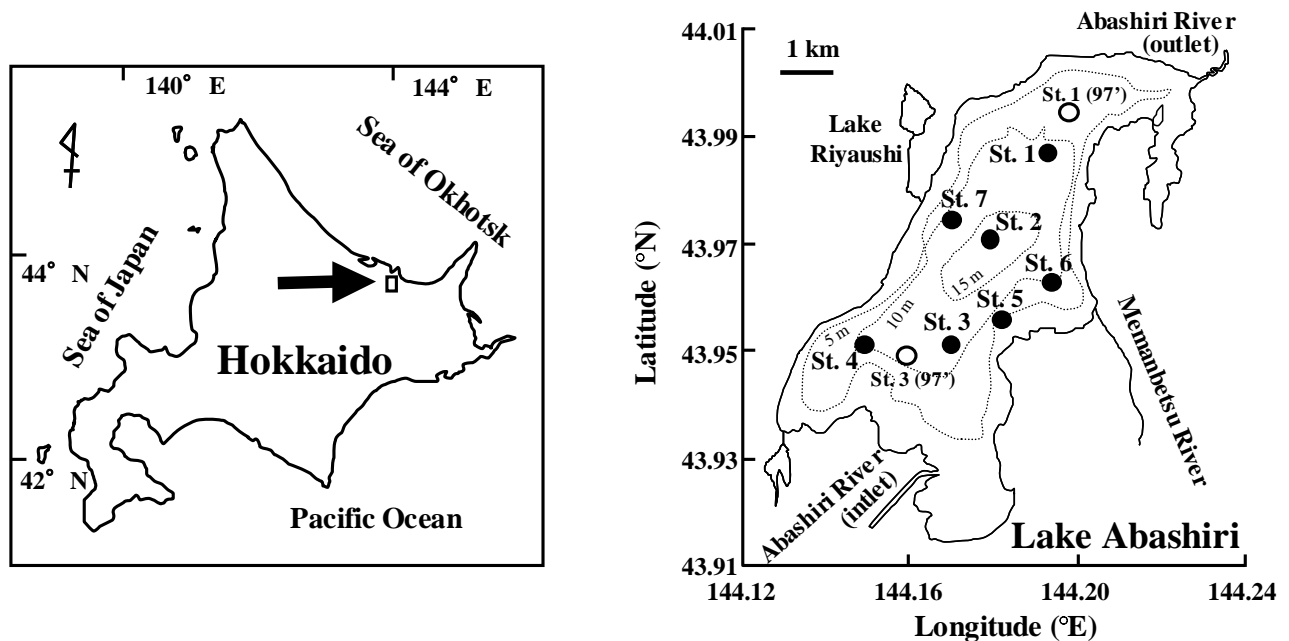 140° E
144° E
Sea of Okhotsk
44° N
Sea of Japan
Hokkaido
42° N
Pacific Ocean
44.01
43.99
43.97
43.95
43.93
43.91
Latitude (°N)
1 km
Abashiri River
(outlet)
St. 1 (97’)
Lake
Riyaushi
St. 1
St. 7
St. 2
St. 6
15 m
St. 5
10 m
St. 3
5 m
St. 4
St. 3 (97’)
Memanbetsu River
Abashiri River
(intlet)
Lake Abashiri
144.12
144.16
144.20
144.24
Longitude (°E)